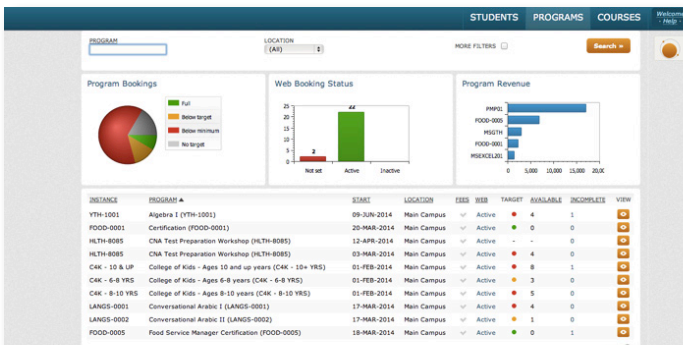 STUDENTS PROGRAMS COURSES
Welcome
- Help -
PROGRAM LOCATION
(All)
MORE FILTERS
Search »
Program Bookings
Full
Below target
Below minimum
No target
Web Booking Status
25
20
15
10
5
0
2
44
Not set Active Inactive
Program Revenue
PMP01
FOOD-0005
MSGTH
FOOD-0001
MSEXCEL201
0 5,000 10,000 15,000 20,0
INSTANCE PROGRAM ▲ START LOCATION FEES WEB TARGET AVAILABLE INCOMPLETE VIEW
YTH-1001 Algebra I (YTH-1001) 09-JUN-2014 Main Campus Active 4 1
FOOD-0001 Certification (FOOD-0001) 20-MAR-2014 Main Campus Active 0 0
HLTH-8085 CNA Test Preparation Workshop (HLTH-8085) 12-APR-2014 Main Campus Active - - 0
HLTH-8085 CNA Test Preparation Workshop (HLTH-8085) 03-MAR-2014 Main Campus Active 4 0
C4K - 10 & UP College of Kids - Ages 10 and up years (C4K - 10+ YRS) 01-FEB-2014 Main Campus Active 8 1
C4K - 6-8 YRS College of Kids - Ages 6-8 years (C4K - 6-8 YRS) 01-FEB-2014 Main Campus Active 3 0
C4K - 8-10 YRS College of Kids - Ages 8-10 years (C4K - 8-10 YRS) 01-FEB-2014 Main Campus Active 5 0
LANGS-0001 Conversational Arabic I (LANGS-0001) 17-MAR-2014 Main Campus Active 4 0
LANGS-0002 Conversational Arabic II (LANGS-0002) 17-MAR-2014 Main Campus Active 1 0
FOOD-0005 Food Service Manager Certification (FOOD-0005) 18-MAR-2014 Main Campus Active 0 1